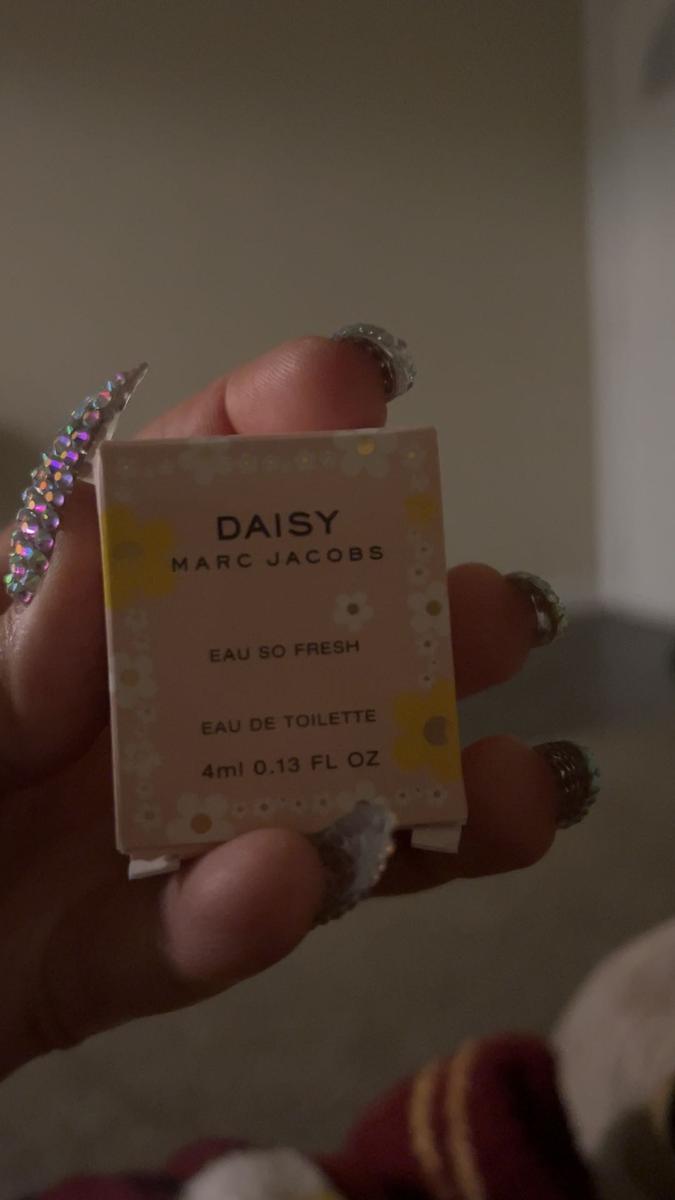 DAISY
MARC JACOBS
EAU SO FRESH
EAU DE TOILETTE
4ml 0.13 FL OZ